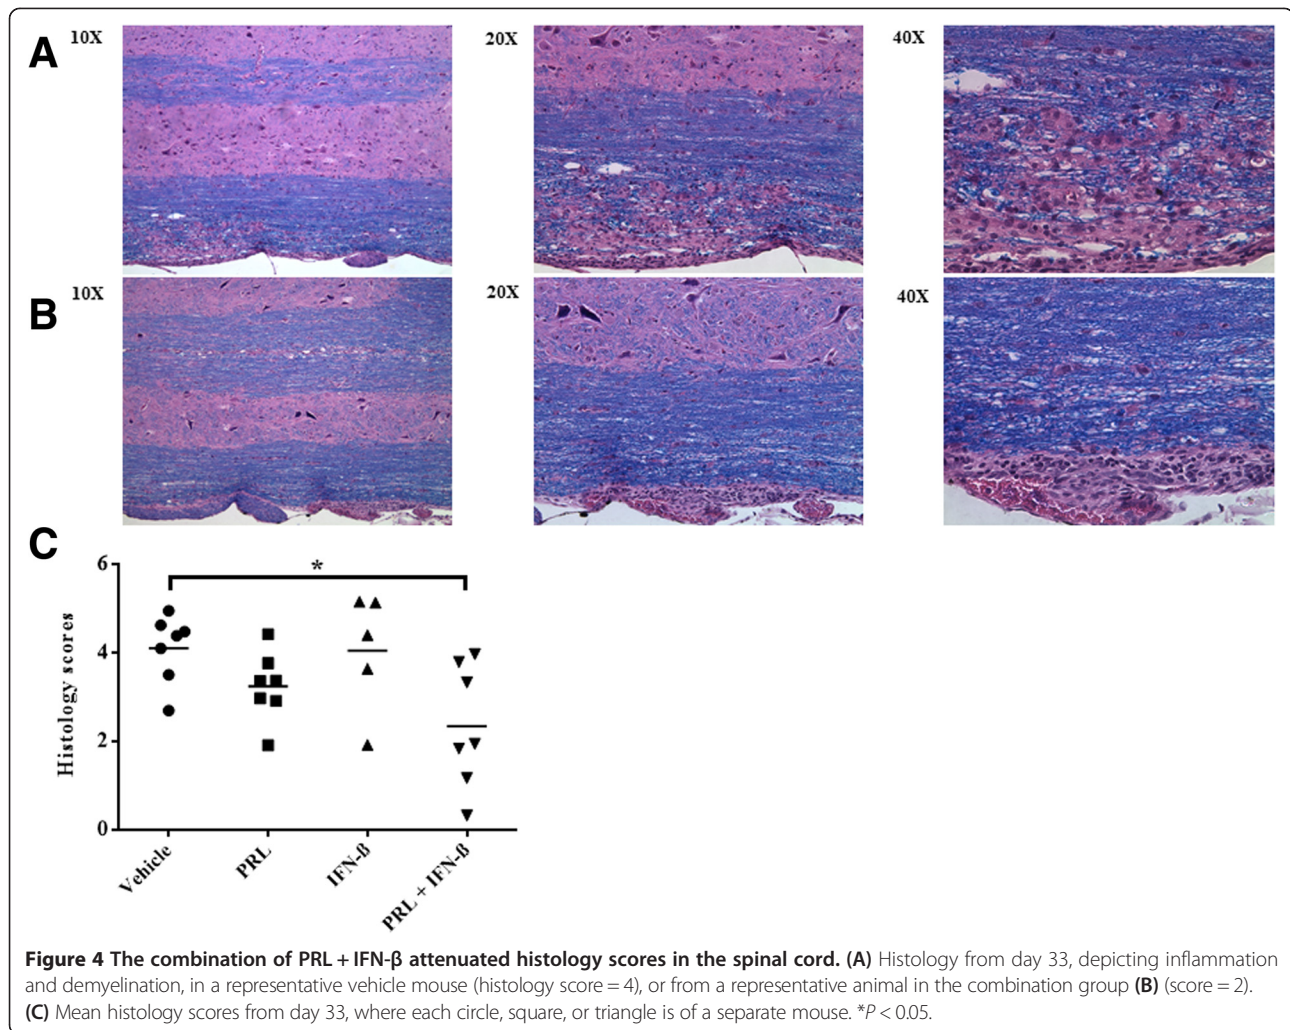 A 10X 20X 40X
B 10X 20X 40X
C
6
*
4
2
0
Histology scores
Vehicle PRL IFN-ß PRL + IFN-ß
Figure 4 The combination of PRL + IFN-β attenuated histology scores in the spinal cord. (A) Histology from day 33, depicting inflammation
and demyelination, in a representative vehicle mouse (histology score = 4), or from a representative animal in the combination group (B) (score = 2).
(C) Mean histology scores from day 33, where each circle, square, or triangle is of a separate mouse. *P < 0.05.